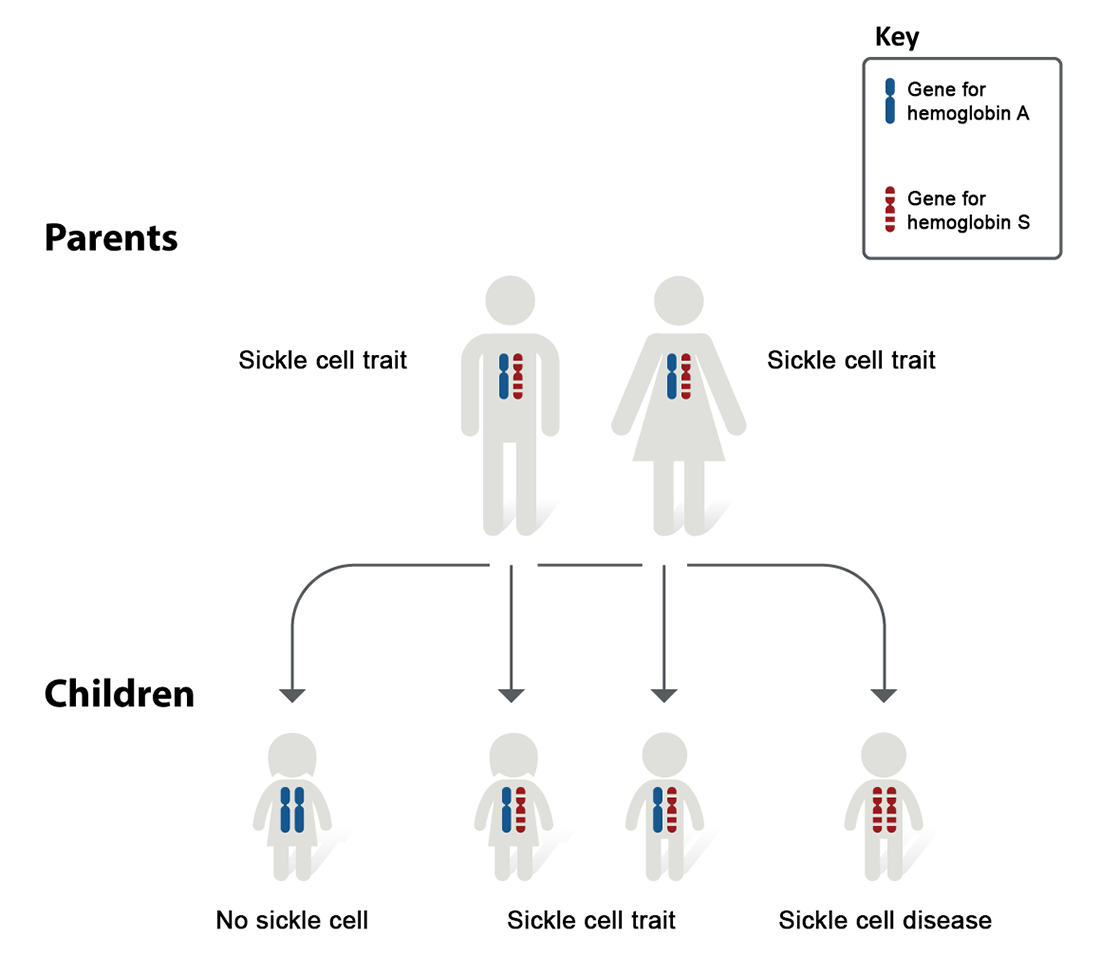 Key
Gene for
hemoglobin A
Gene for
hemoglobin S
Parents
Sickle cell trait
Sickle cell trait
Children
No sickle cell
Sickle cell trait
Sickle cell disease